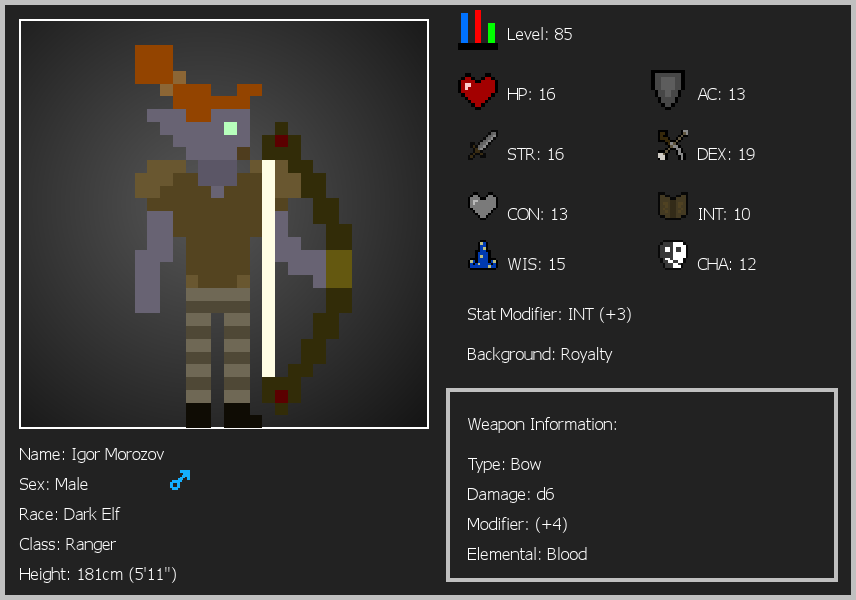 Level: 85
HP: 16
AC: 13
STR: 16
DEX: 19
CON: 13
INT: 10
WIS: 15
CHA: 12
Stat Modifier: INT (+3)
Background: Royalty
Weapon Information:
Type: Bow
Damage: d6
Modifier: (+4)
Elemental: Blood
Name: Igor Morozov
Sex: Male
Race: Dark Elf
Class: Ranger
Height: 181cm (5'11")